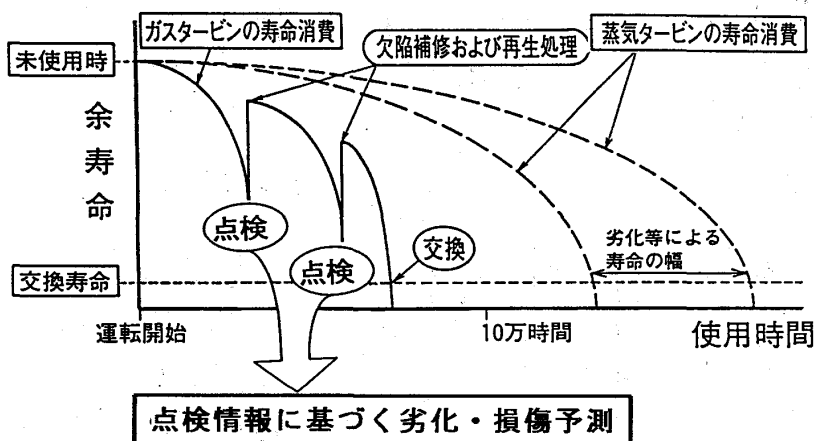 ガスタービンの寿命消費
欠陥補修および再生処理
蒸気タービンの寿命消費
未使用時
余寿命
点検
点検
交換
劣化等による
寿命の幅
交換寿命
運転開始
10万時間
使用時間
点検情報に基づく劣化・損傷予測